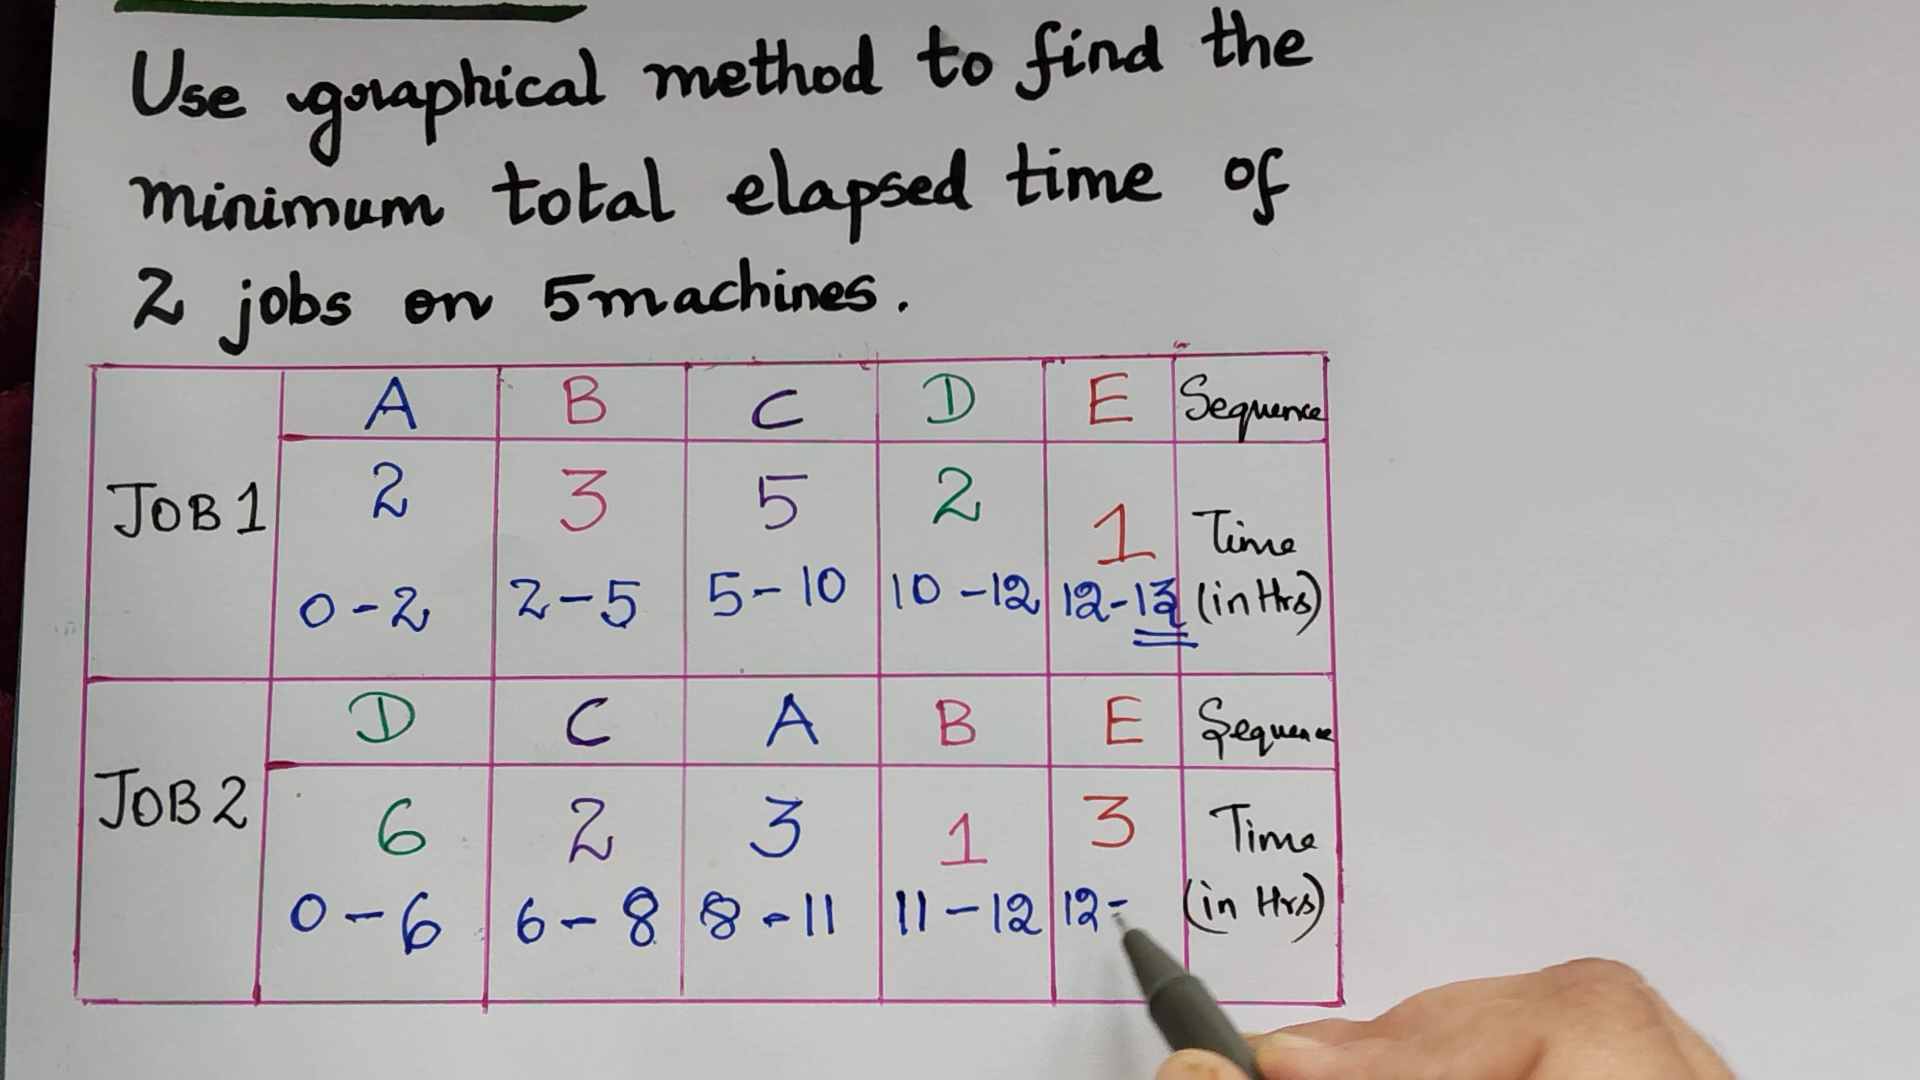 Use graphical method to find the
minimum total elapsed time of
2 jobs on 5 machines.
A B C D E Sequence
JOB 1 2 3 5 2 1 Time
0-2 2-5 5-10 10-12 12-13 (in Hrs)
D C A B E Sequence
JOB 2 6 2 3 1 3 Time
0-6 6-8 8-11 11-12 12- (in Hrs)